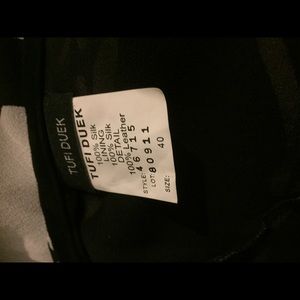 TUFI DUEK
TUFI DUEK
100% Silk
LINING
100% Silk
DETAIL
100% Leather
STYLE: 46715
LOT: 80911
SIZE: 40